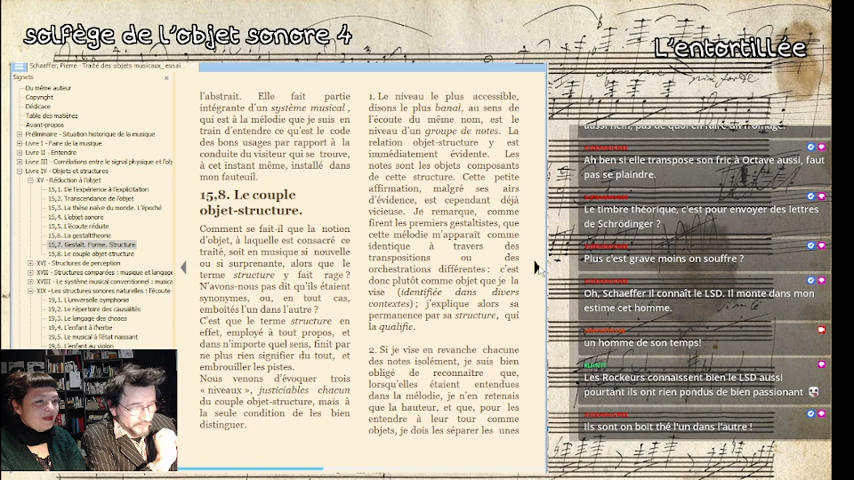 solfège de l'objet sonore 4
L'entortillée
Schaeffer, Pierre - Traité des objets musicaux_essai...
Signets
Du même auteur
Copyright
Dédicace
Table des matières
Avant-propos
Préliminaire - Situation historique de la musique
Livre I - Faire de la musique
Livre II - Entendre
Livre III - Corrélations entre le signal physique et l'ob
Livre IV - Objets et structures
XV - Réduction à l'objet
15,1. De l'expérience à l'explicitation
15,2. Transcendance de l'objet
15,3. La thèse naïve du monde. L'époché
15,4. L'objet sonore
15,5. L'écoute réduite
15,6. La gestalttheorie
15,7. Gestalt. Forme. Structure
15,8. Le couple objet-structure
XVI - Structures de perception
XVII - Structures comparées : musique et langage
XVIII - Le système musical conventionnel : music
XIX - Les structures sonores naturelles : l'écoute
19,1. L'universelle symphonie
19,2. Le répertoire des causalités
19,3. Le langage des choses
19,4. L'enfant à l'herbe
19,5. Le musical à l'état naissant
19,6. L'enfant au violon
l'abstrait. Elle fait partie
intégrante d'un système musical,
qui est à la mélodie que je suis en
train d'entendre ce qu'est le code
des bons usages par rapport à la
conduite du visiteur qui se trouve,
à cet instant même, installé dans
mon fauteuil.
15,8. Le couple
objet-structure.
Comment se fait-il que la notion
d'objet, à laquelle est consacré ce
traité, soit en musique si nouvelle
ou si surprenante, alors que le
terme structure y fait rage ?
N'avons-nous pas dit qu'ils étaient
synonymes, ou, en tout cas,
emboîtés l'un dans l'autre ?
C'est que le terme structure en
effet, employé à tout propos, et
dans n'importe quel sens, finit par
ne plus rien signifier du tout, et
embrouiller les pistes.
Nous venons d'évoquer trois
« niveaux », justiciables chacun
du couple objet-structure, mais à
la seule condition de les bien
distinguer.
1. Le niveau le plus accessible,
disons le plus banal, au sens de
l'écoute du même nom, est le
niveau d'un groupe de notes. La
relation objet-structure y est
immédiatement évidente. Les
notes sont les objets composants
de cette structure. Cette petite
affirmation, malgré ses airs
d'évidence, est cependant déjà
vicieuse. Je remarque, comme
firent les premiers gestaltistes, que
cette mélodie m'apparaît comme
identique à travers des
transpositions ou des
orchestrations différentes : c'est
donc plutôt comme objet que je la
vise (identifiée dans divers
contextes) ; j'explique alors sa
permanence par sa structure, qui
la qualifie.
2. Si je vise en revanche chacune
des notes isolément, je suis bien
obligé de reconnaître que,
lorsqu'elles étaient entendues
dans la mélodie, je n'en retenais
que la hauteur, et que, pour les
entendre à leur tour comme
objets, je dois les séparer les unes
Ah ben si elle transpose son fric à Octave aussi, faut
pas se plaindre.
Le timbre théorique, c'est pour envoyer des lettres
de Schrödinger ?
Plus c'est grave moins on souffre ?
Oh, Schaeffer il connaît le LSD. Il monte dans mon
estime cet homme.
un homme de son temps!
Les Rockeurs connaissent bien le LSD aussi
pourtant ils ont rien pondus de bien passionant
Ils sont on boit thé l'un dans l'autre !